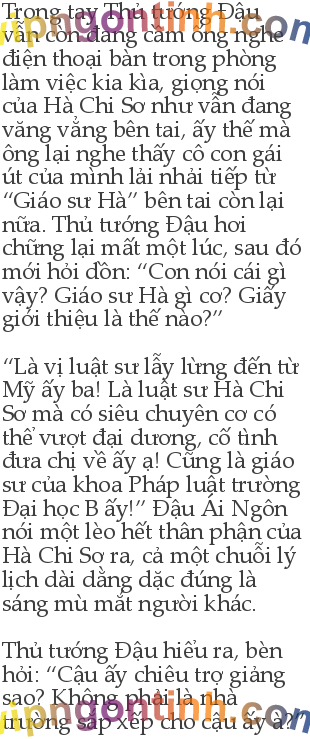 Trong tay Thủ tướng Đậu
vẫn còn đang cầm ống nghe
điện thoại bàn trong phòng
làm việc kia kìa, giọng nói
của Hà Chi Sơ như vẫn đang
văng vẳng bên tai, ấy thế mà
ông lại nghe thấy cô con gái
út của mình lải nhải tiếp từ
“Giáo sư Hà” bên tai còn lại
nữa. Thủ tướng Đậu hơi
chững lại mất một lúc, sau đó
mới hỏi dồn: “Con nói cái gì
vậy? Giáo sư Hà gì cơ? Giấy
giới thiệu là thế nào?”
“Là vị luật sư lẫy lừng đến từ
Mỹ ấy ba! Là luật sư Hà Chi
Sơ mà có siêu chuyên cơ có
thể vượt đại dương, cố tình
đưa chị về ấy ạ! Cũng là giáo
sư của khoa Pháp luật trường
Đại học B ấy!” Đậu Ái Ngôn
nói một lèo hết thân phận của
Hà Chi Sơ ra, cả một chuỗi lý
lịch dài dằng dặc đúng là
sáng mù mắt người khác.
Thủ tướng Đậu hiểu ra, bèn
hỏi: “Cậu ấy chiêu trợ giảng
sao? Không phải là nhà
trường sắp xếp cho cậu ấy à?”
vipngontinh.com
vipngontinh.com